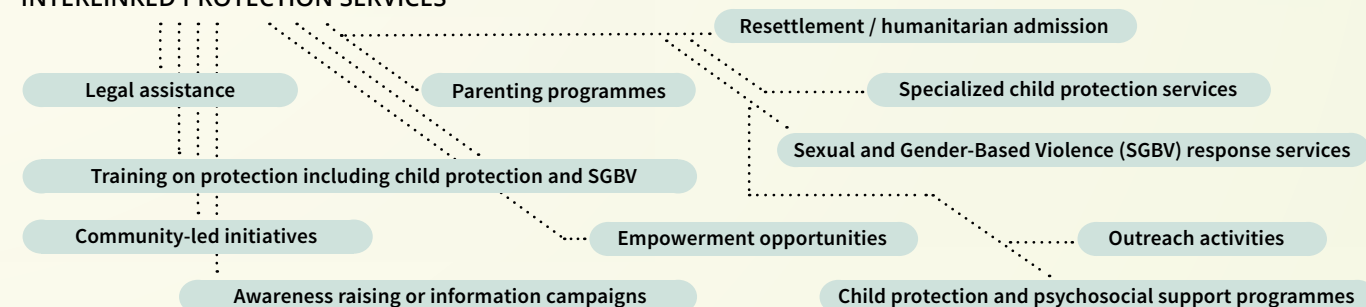 INTERLINKED PROTECTION SERVICES
Resettlement / humanitarian admission
Legal assistance
Parenting programmes
Specialized child protection services
Sexual and Gender-Based Violence (SGBV) response services
Training on protection including child protection and SGBV
Community-led initiatives
Empowerment opportunities
Outreach activities
Awareness raising or information campaigns
Child protection and psychosocial support programmes